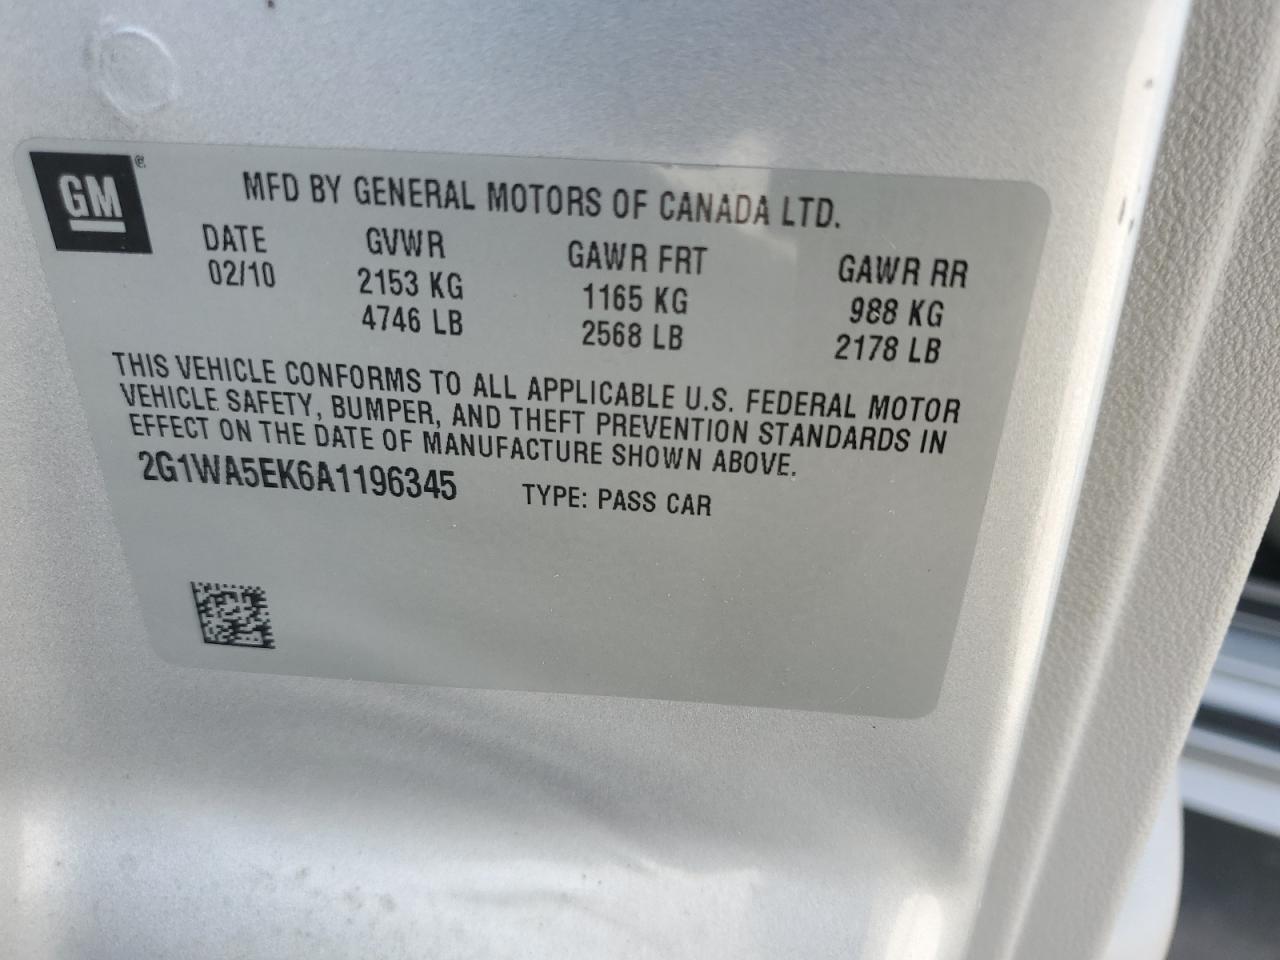 GM
MFD BY GENERAL MOTORS OF CANADA LTD.
DATE GVWR GAWR FRT GAWR RR
02/10 2153 KG 1165 KG 988 KG
4746 LB 2568 LB 2178 LB
THIS VEHICLE CONFORMS TO ALL APPLICABLE U.S. FEDERAL MOTOR
VEHICLE SAFETY, BUMPER, AND THEFT PREVENTION STANDARDS IN
EFFECT ON THE DATE OF MANUFACTURE SHOWN ABOVE.
2G1WA5EK6A1196345 TYPE: PASS CAR